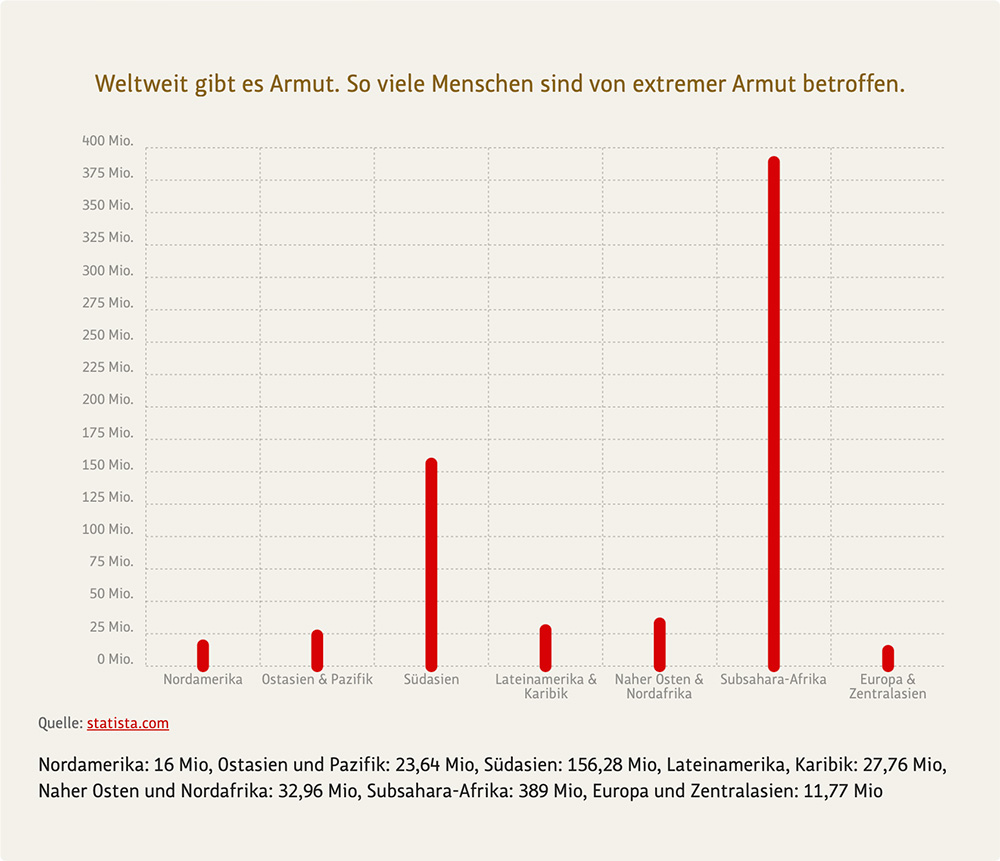 Weltweit gibt es Armut. So viele Menschen sind von extremer Armut betroffen.
400 Mio.
375 Mio.
350 Mio.
325 Mio.
300 Mio.
275 Mio.
250 Mio.
225 Mio.
200 Mio.
175 Mio.
150 Mio.
125 Mio.
100 Mio.
75 Mio.
50 Mio.
25 Mio.
0 Mio.
Nordamerika
Ostasien & Pazifik
Südasien
Lateinamerika &
Karibik
Naher Osten &
Nordafrika
Subsahara-Afrika
Europa &
Zentralasien
Quelle: statista.com
Nordamerika: 16 Mio, Ostasien und Pazifik: 23,64 Mio, Südasien: 156,28 Mio, Lateinamerika, Karibik: 27,76 Mio,
Naher Osten und Nordafrika: 32,96 Mio, Subsahara-Afrika: 389 Mio, Europa und Zentralasien: 11,77 Mio